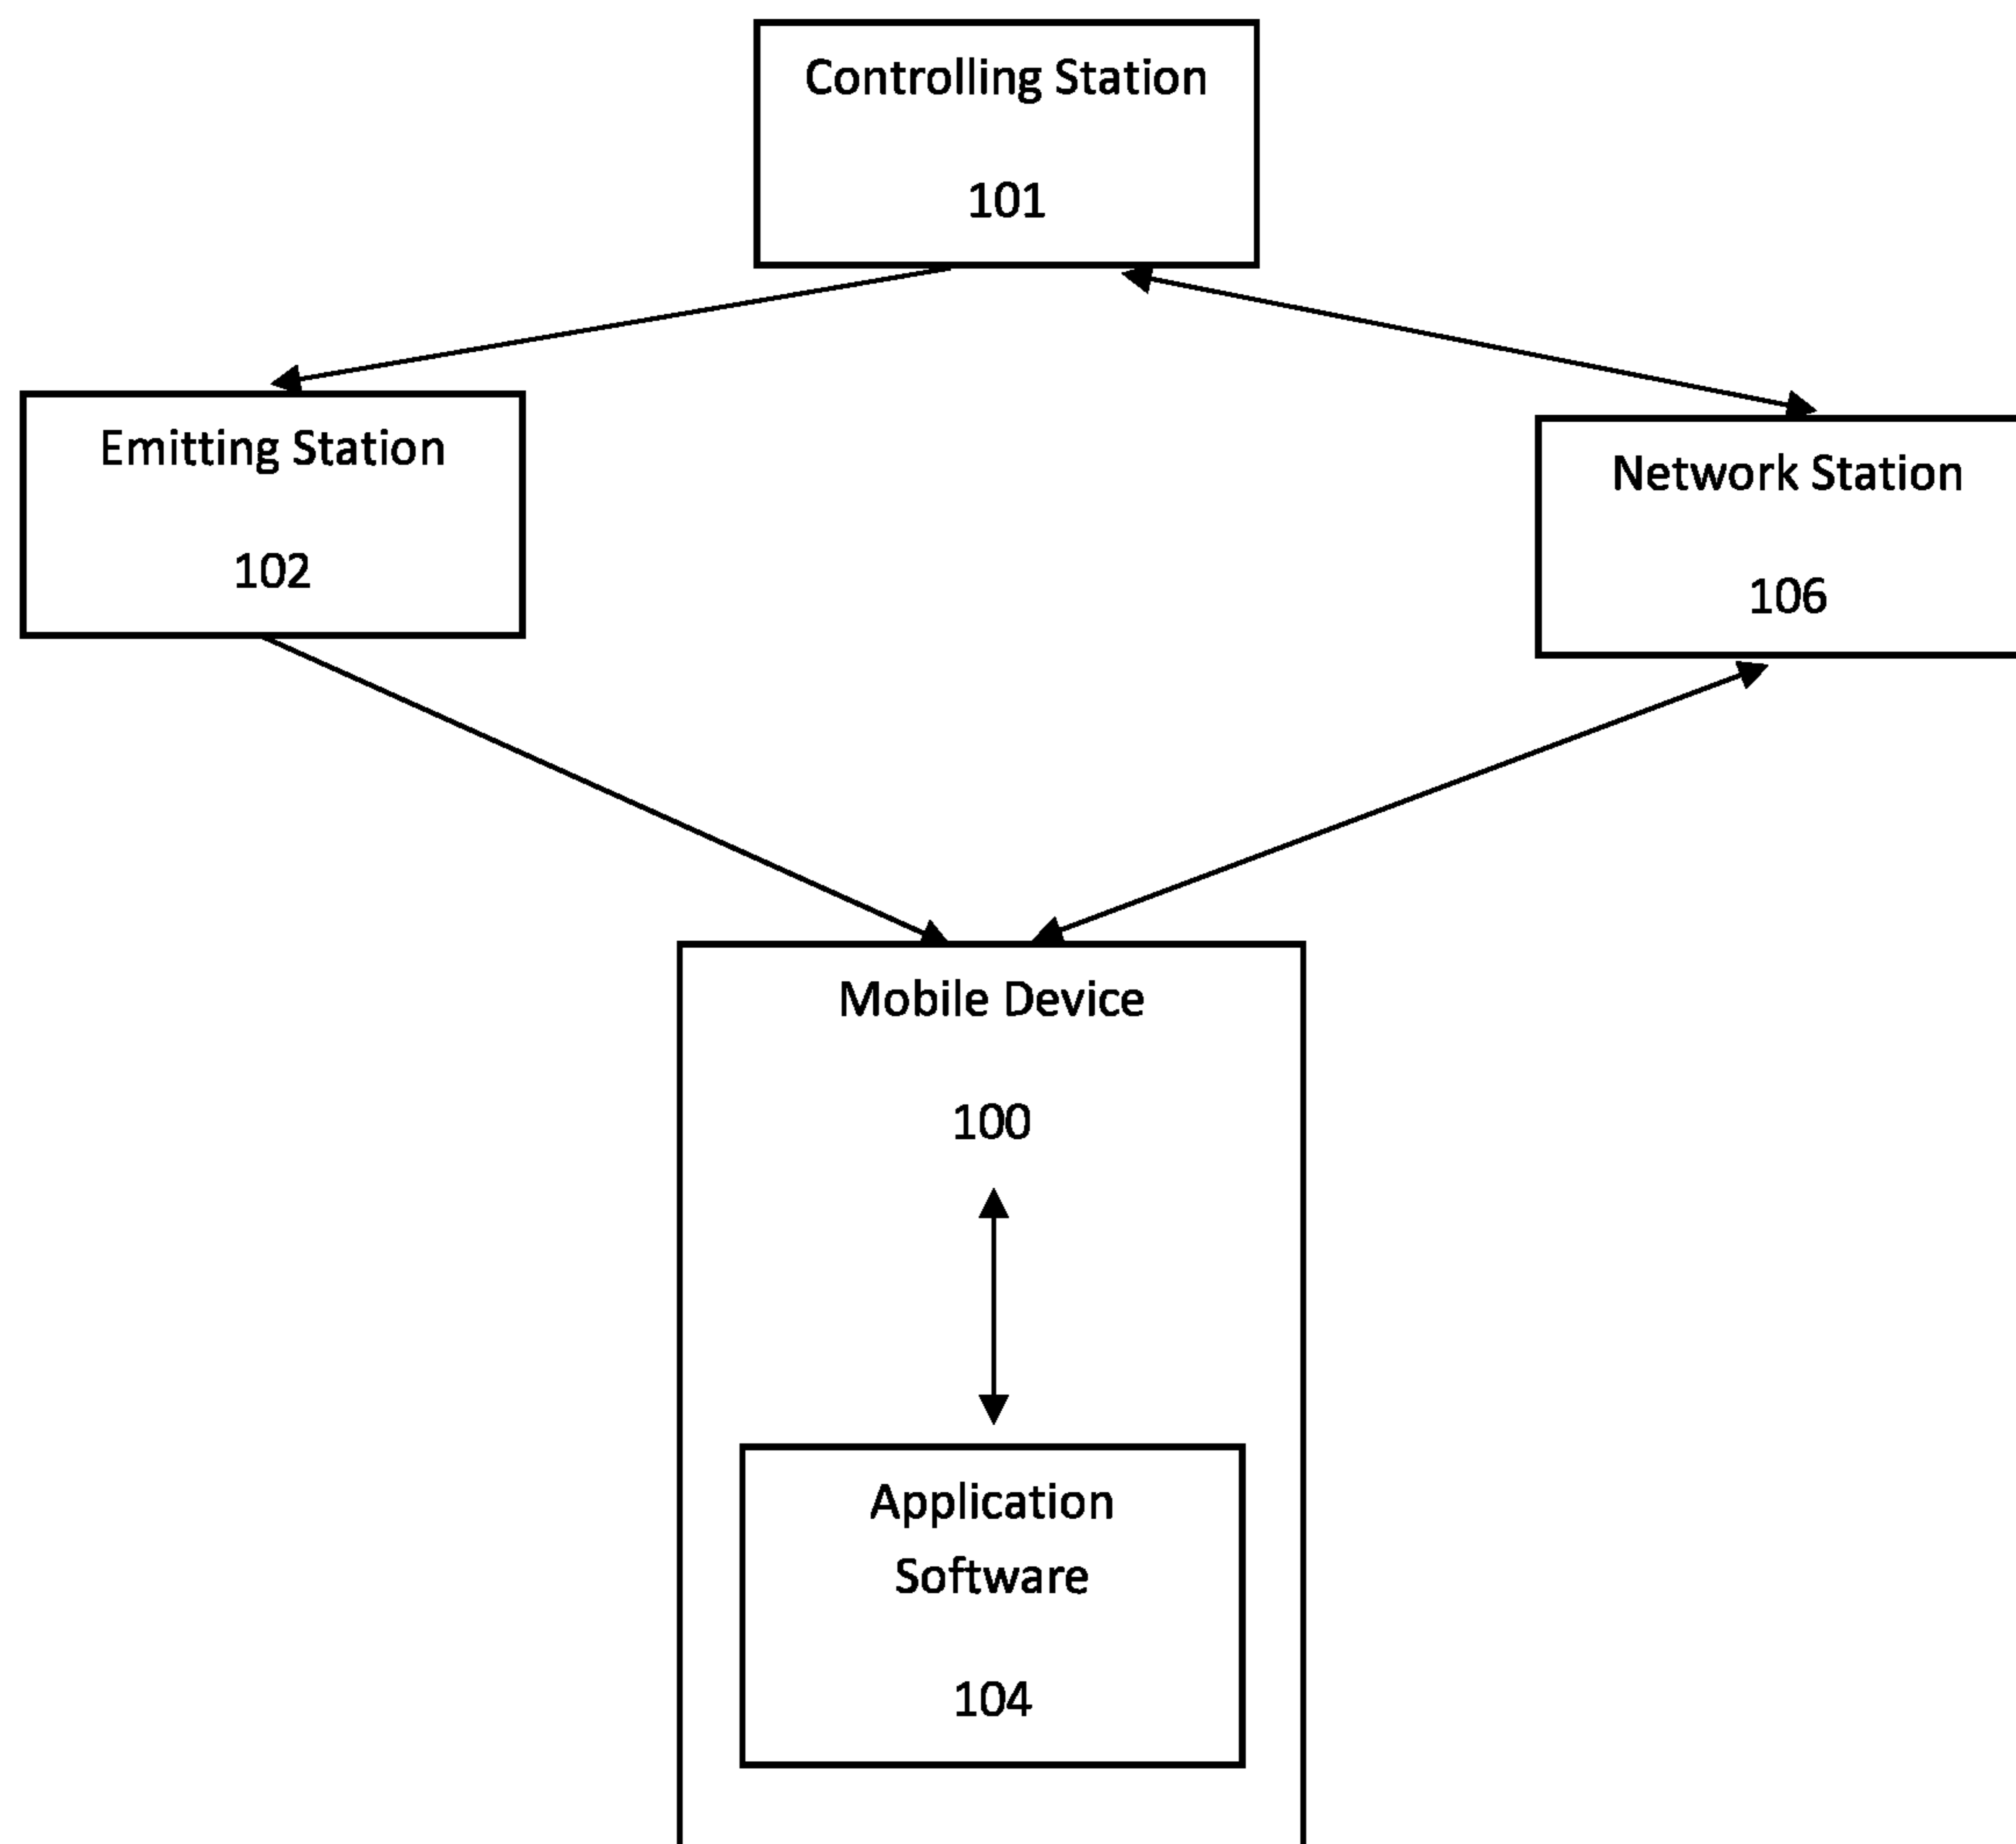 Controlling Station
101
Emitting Station
102
Network Station
106
Mobile Device
100
Application
Software
104